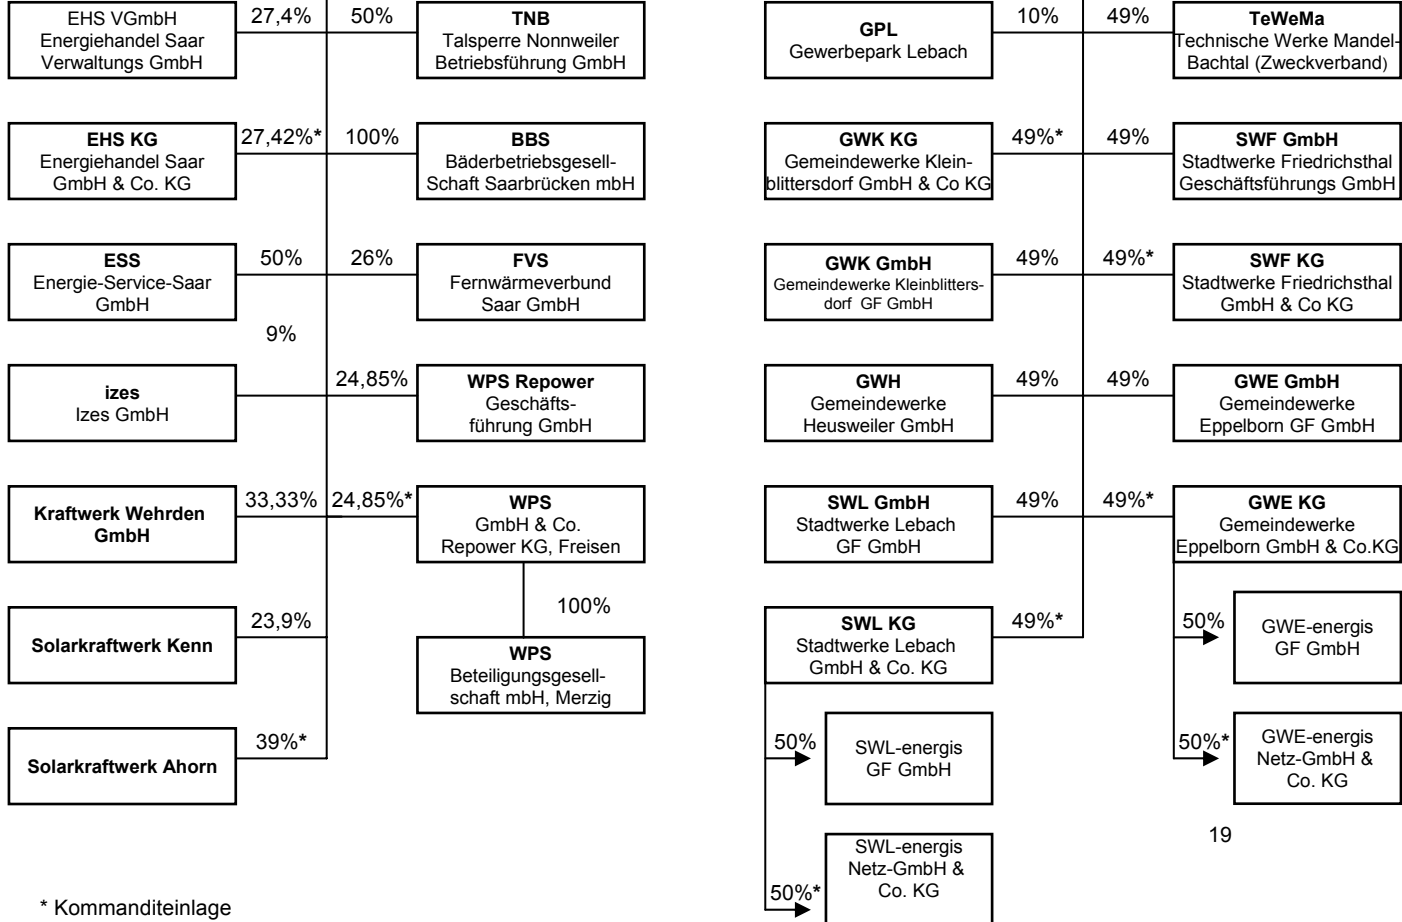 EHS VGmbH
Energiehandel Saar
Verwaltungs GmbH
27,4%
50%
TNB
Talsperre Nonnweiler
Betriebsführung GmbH
EHS KG
Energiehandel Saar
GmbH & Co. KG
27,42%*
100%
BBS
Bäderbetriebsgesell-
Schaft Saarbrücken mbH
ESS
Energie-Service-Saar
GmbH
50%
26%
FVS
Fernwärmeverbund
Saar GmbH
9%
izes
Izes GmbH
24,85%
WPS Repower
Geschäfts-
führung GmbH
Kraftwerk Wehrden
GmbH
33,33%
24,85%*
WPS
GmbH & Co.
Repower KG, Freisen
100%
Solarkraftwerk Kenn
23,9%
WPS
Beteiligungsgesell-
schaft mbH, Merzig
Solarkraftwerk Ahorn
39%*
* Kommanditeinlage
GPL
Gewerbepark Lebach
10%
49%
TeWeMa
Technische Werke Mandel-
Bachtal (Zweckverband)
GWK KG
Gemeindewerke Klein-
blittersdorf GmbH & Co KG
49%*
49%
SWF GmbH
Stadtwerke Friedrichsthal
Geschäftsführungs GmbH
GWK GmbH
Gemeindewerke Kleinblitters-
dorf GF GmbH
49%
49%*
SWF KG
Stadtwerke Friedrichsthal
GmbH & Co KG
GWH
Gemeindewerke
Heusweiler GmbH
49%
49%
GWE GmbH
Gemeindewerke
Eppelborn GF GmbH
SWL GmbH
Stadtwerke Lebach
GF GmbH
49%
49%*
GWE KG
Gemeindewerke
Eppelborn GmbH & Co.KG
SWL KG
Stadtwerke Lebach
GmbH & Co. KG
49%*
50%
GWE-energis
GF GmbH
50%
SWL-energis
GF GmbH
50%*
GWE-energis
Netz-GmbH &
Co. KG
50%*
SWL-energis
Netz-GmbH &
Co. KG
19